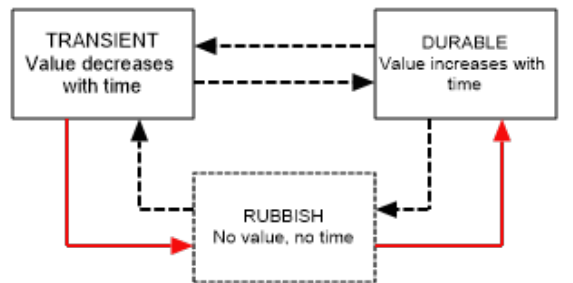 TRANSIENT
Value decreases
with time
DURABLE
Value increases with
time
RUBBISH
No value, no time